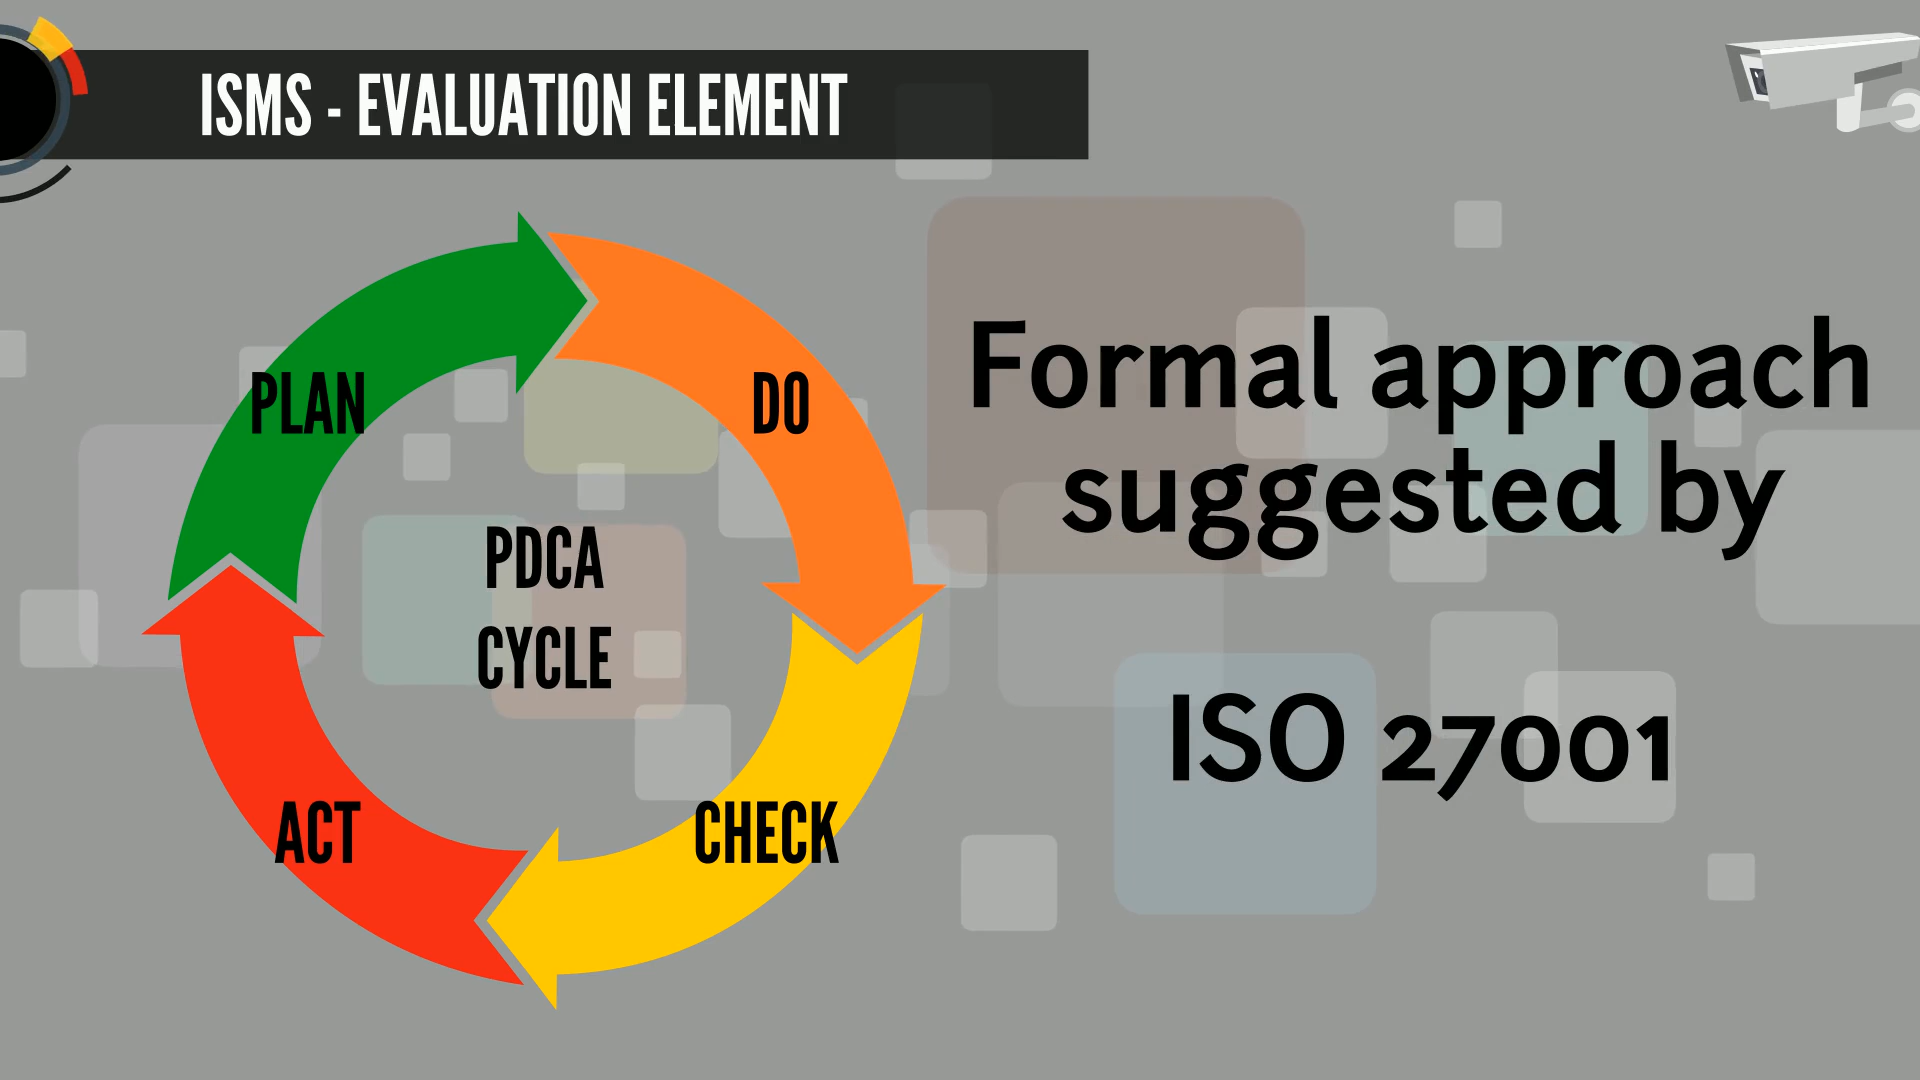 ISMS - EVALUATION ELEMENT
PLAN
DO
PDCA
CYCLE
ACT
CHECK
Formal approach
suggested by
ISO 27001